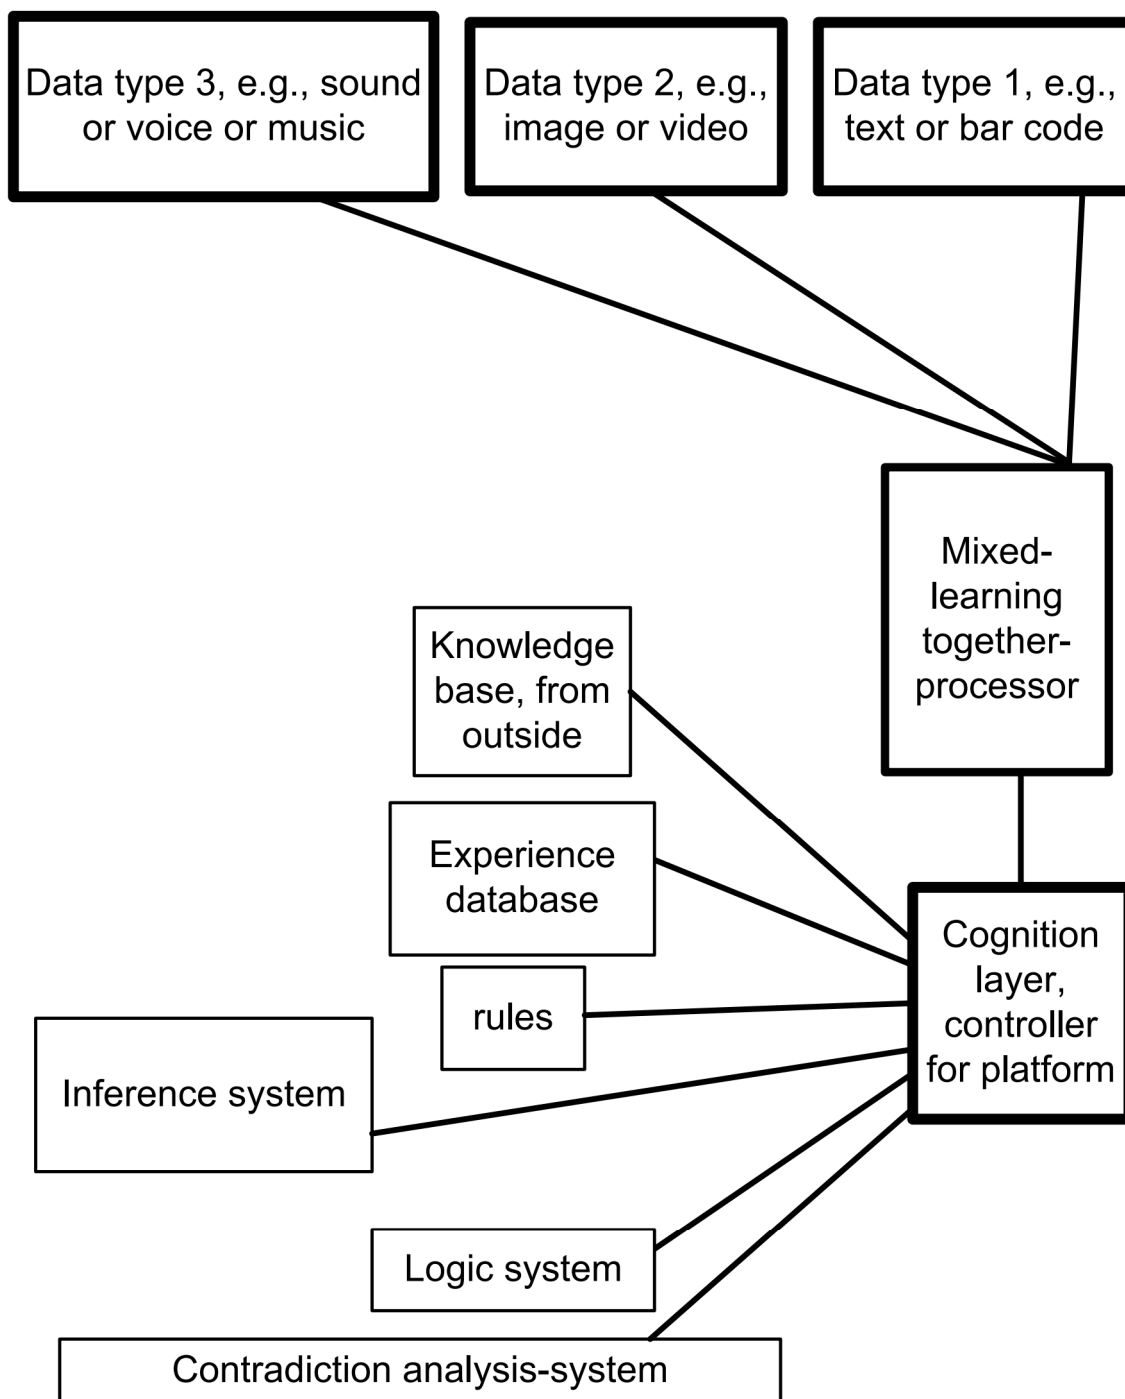 Data type 3, e.g., sound
or voice or music
Data type 2, e.g.,
image or video
Data type 1, e.g.,
text or bar code
Mixed-
learning
together-
processor
Knowledge
base, from
outside
Experience
database
Cognition
layer,
controller
for platform
rules
Inference system
Logic system
Contradiction analysis-system